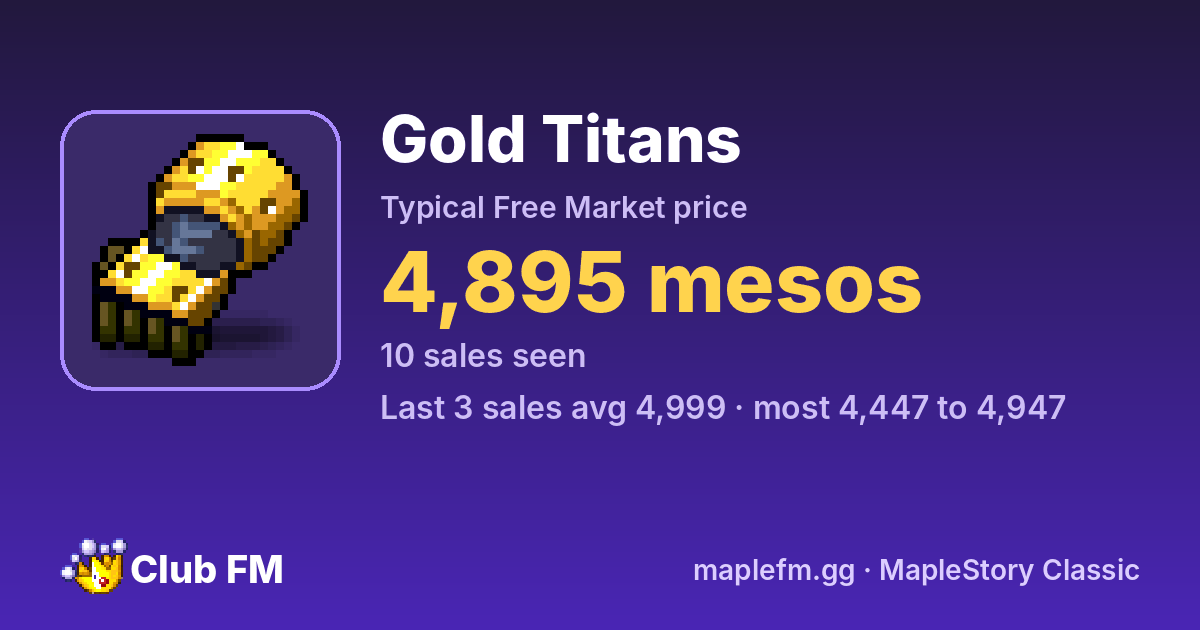 Gold Titans
Typical Free Market price
4,895 mesos
10 sales seen
Last 3 sales avg 4,999 · most 4,447 to 4,947
Club FM
maplefm.gg · MapleStory Classic